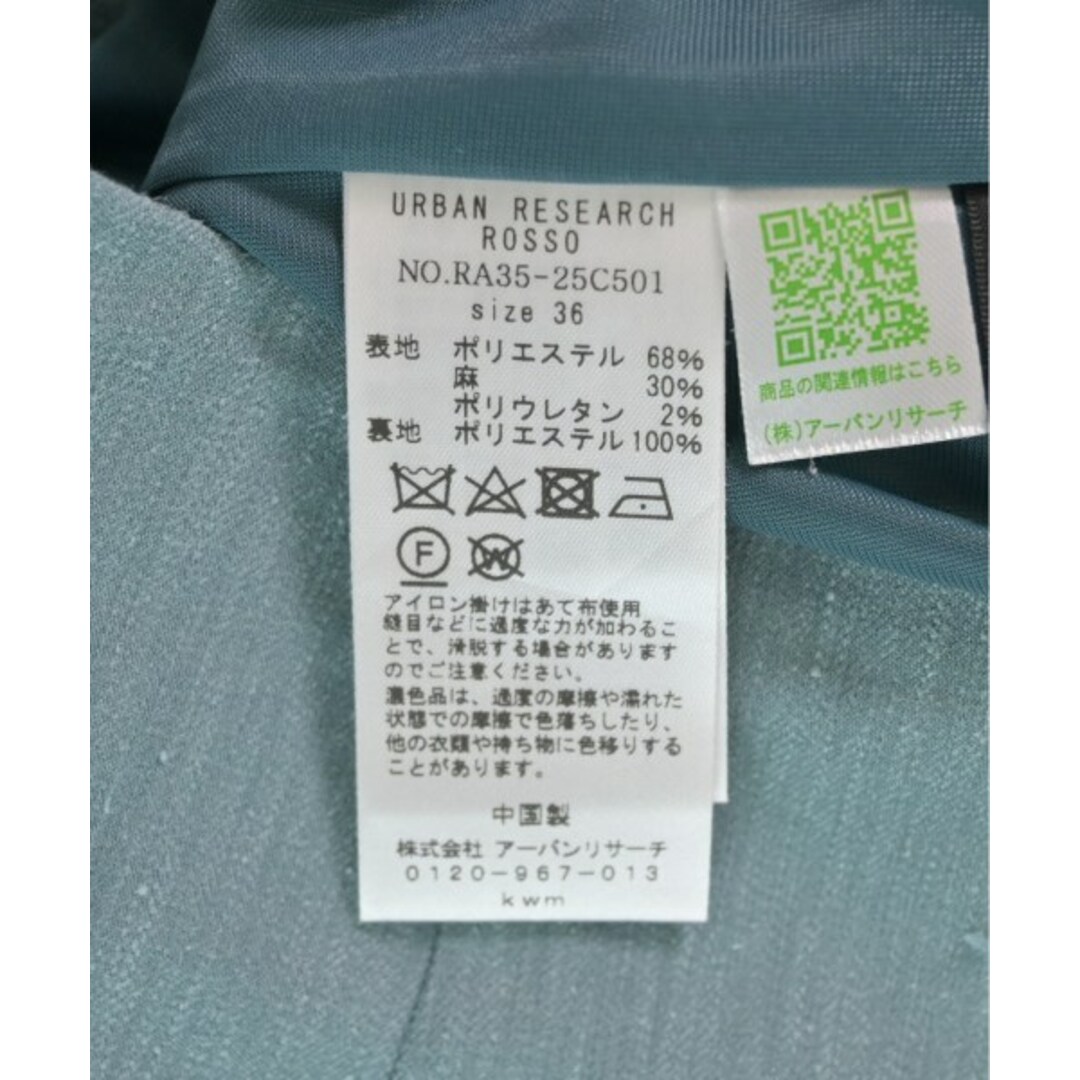 URBAN RESEARCH
ROSSO
NO.RA35-25C501
size 36
表地 ポリエステル 68%
麻 30%
ポリウレタン 2%
裏地 ポリエステル 100%
F
W
アイロン掛けはあて布使用
縫目などに過度な力が加わるこ
とで、滑脱する場合があります
のでご注意ください。
濃色品は、過度の摩擦や濡れた
状態での摩擦で色落ちしたり、
他の衣類や持ち物に色移りする
ことがあります。
中国製
株式会社 アーバンリサーチ
0120-967-013
kwm
商品の関連情報はこちら
(株)アーバンリサーチ